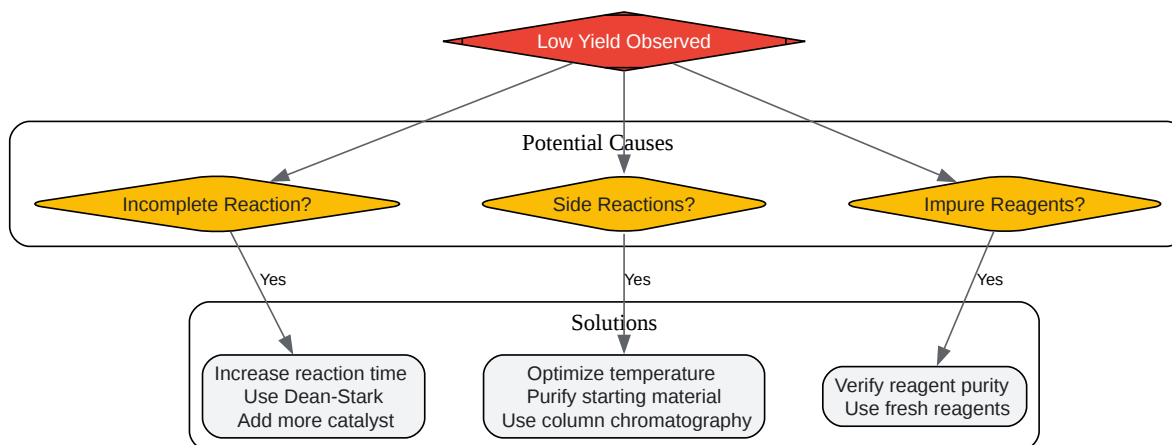 Low Yield Observed
Potential Causes
Incomplete Reaction?
Side Reactions?
Impure Reagents?
Yes
Yes
Yes
Solutions
Increase reaction time
Use Dean-Stark
Add more catalyst
Optimize temperature
Purify starting material
Use column chromatography
Verify reagent purity
Use fresh reagents